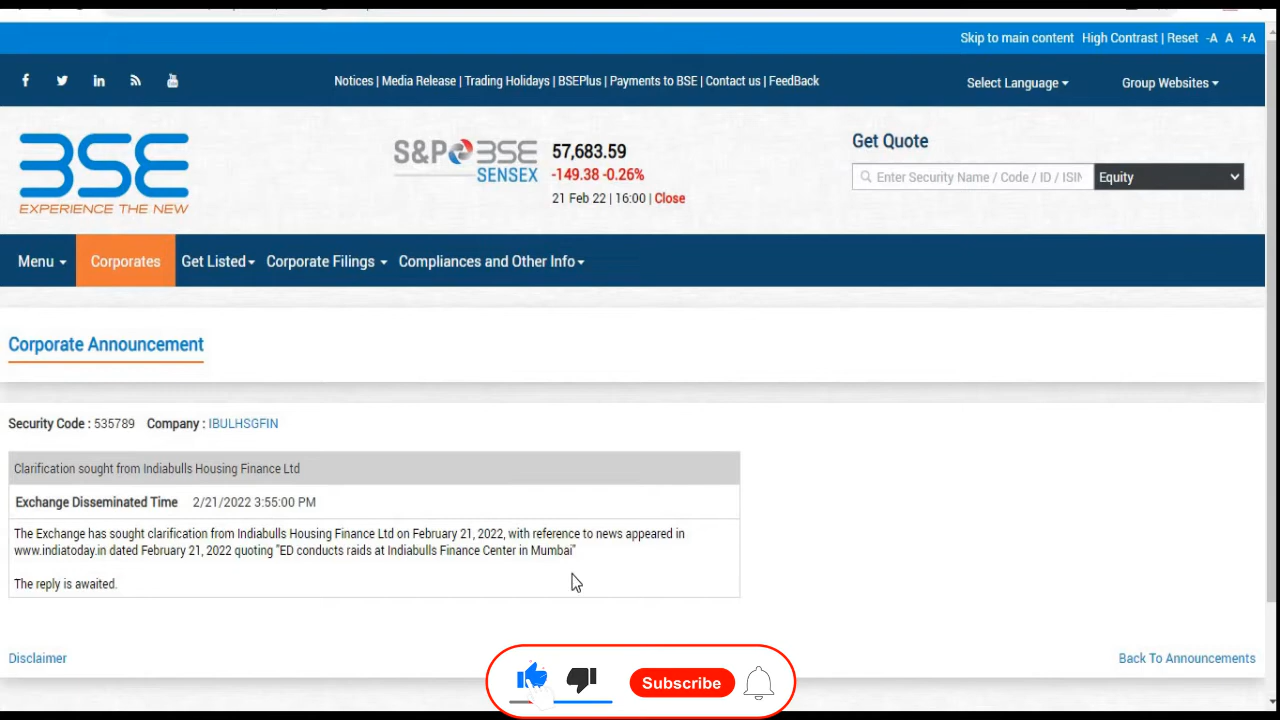 Skip to main content High Contrast | Reset -A A +A
Notices | Media Release | Trading Holidays | BSEPlus | Payments to BSE | Contact us | FeedBack
Select Language
Group Websites
BSE
EXPERIENCE THE NEW
S&P BSE
SENSEX
57,683.59
-149.38 -0.26%
21 Feb 22 | 16:00 | Close
Get Quote
Enter Security Name / Code / ID / ISIN
Equity
Menu Corporates Get Listed Corporate Filings Compliances and Other Info
Corporate Announcement
Security Code : 535789 Company : IBULHSGFIN
Clarification sought from Indiabulls Housing Finance Ltd
Exchange Disseminated Time 2/21/2022 3:55:00 PM
The Exchange has sought clarification from Indiabulls Housing Finance Ltd on February 21, 2022, with reference to news appeared in
www.indiatoday.in dated February 21, 2022 quoting "ED conducts raids at Indiabulls Finance Center in Mumbai"
The reply is awaited.
Disclaimer
Back To Announcements
Subscribe